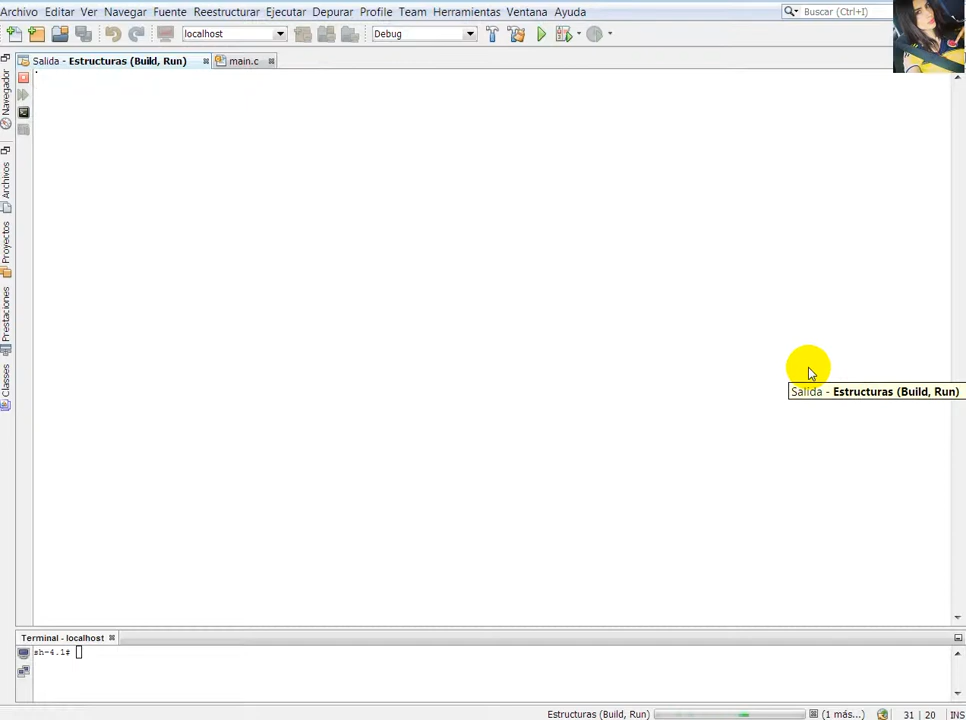 Archivo Editar Ver Navegar Fuente Reestructurar Ejecutar Depurar Profile Team Herramientas Ventana Ayuda
Buscar (Ctrl+I)
localhost
Debug
Salida - Estructuras (Build, Run)
main.c
Navegador
Archivos
Proyectos
Prestaciones
Classes
Salida - Estructuras (Build, Run)
Terminal - localhost
sh-4.1#
Estructuras (Build, Run)
(1 más...)
31 | 20
INS